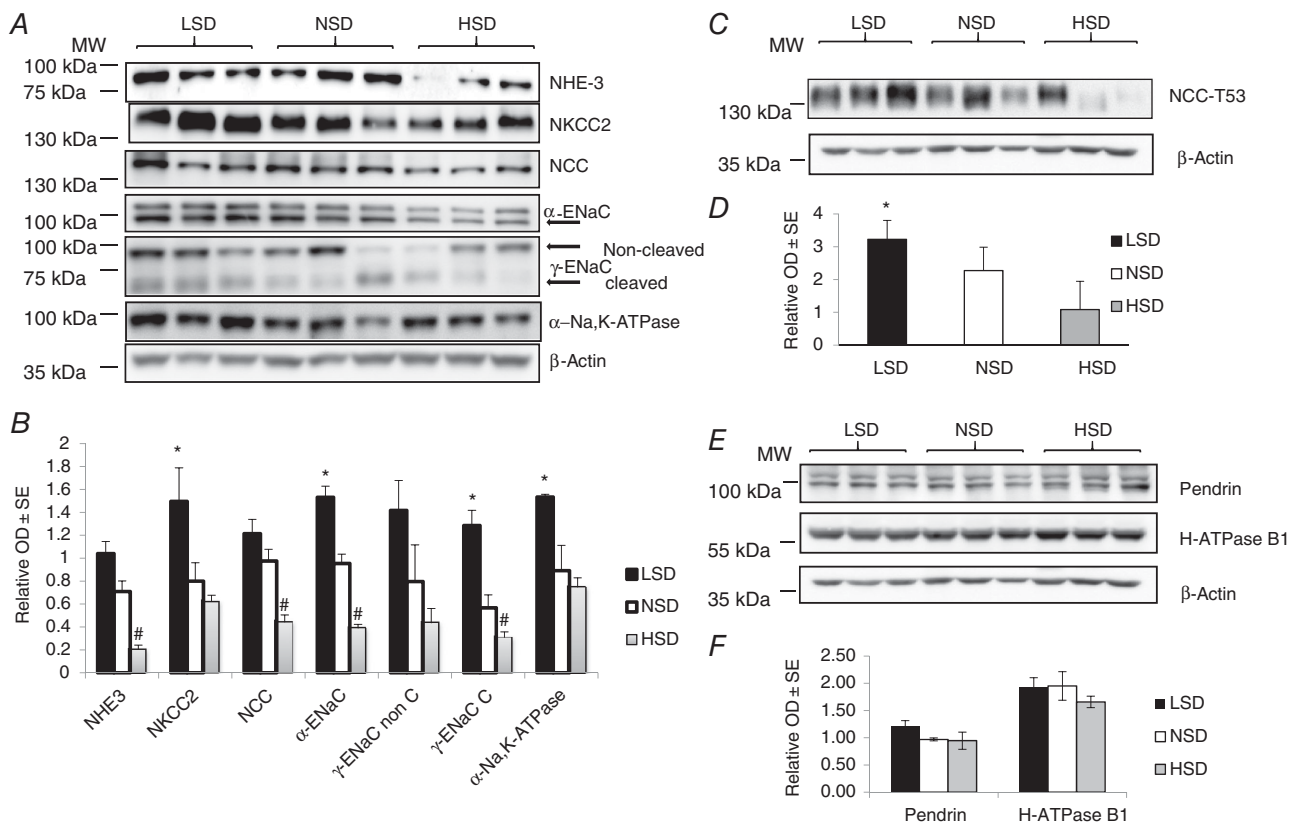 A
LSD NSD HSD
MW
100 kDa
75 kDa
NHE-3
130 kDa
NKCC2
130 kDa
NCC
100 kDa
α-ENaC
100 kDa
75 kDa
Non-cleaved
γ-ENaC
cleaved
100 kDa
α–Na,K-ATPase
35 kDa
β-Actin
B
Relative OD ± SE
2
1.8
1.6
1.4
1.2
1
0.8
0.6
0.4
0.2
0
*
*
*
*
#
#
#
#
NHE3
NKCC2
NCC
α-ENaC
γ-ENaC non C
γ-ENaC C
α-Na,K-ATPase
LSD
NSD
HSD
C
LSD NSD HSD
MW
130 kDa
NCC-T53
35 kDa
β-Actin
D
Relative OD ± SE
4
3
2
1
0
*
LSD NSD HSD
LSD
NSD
HSD
E
LSD NSD HSD
MW
100 kDa
Pendrin
55 kDa
H-ATPase B1
35 kDa
β-Actin
F
Relative OD ± SE
2.50
2.00
1.50
1.00
0.50
0.00
Pendrin H-ATPase B1
LSD
NSD
HSD